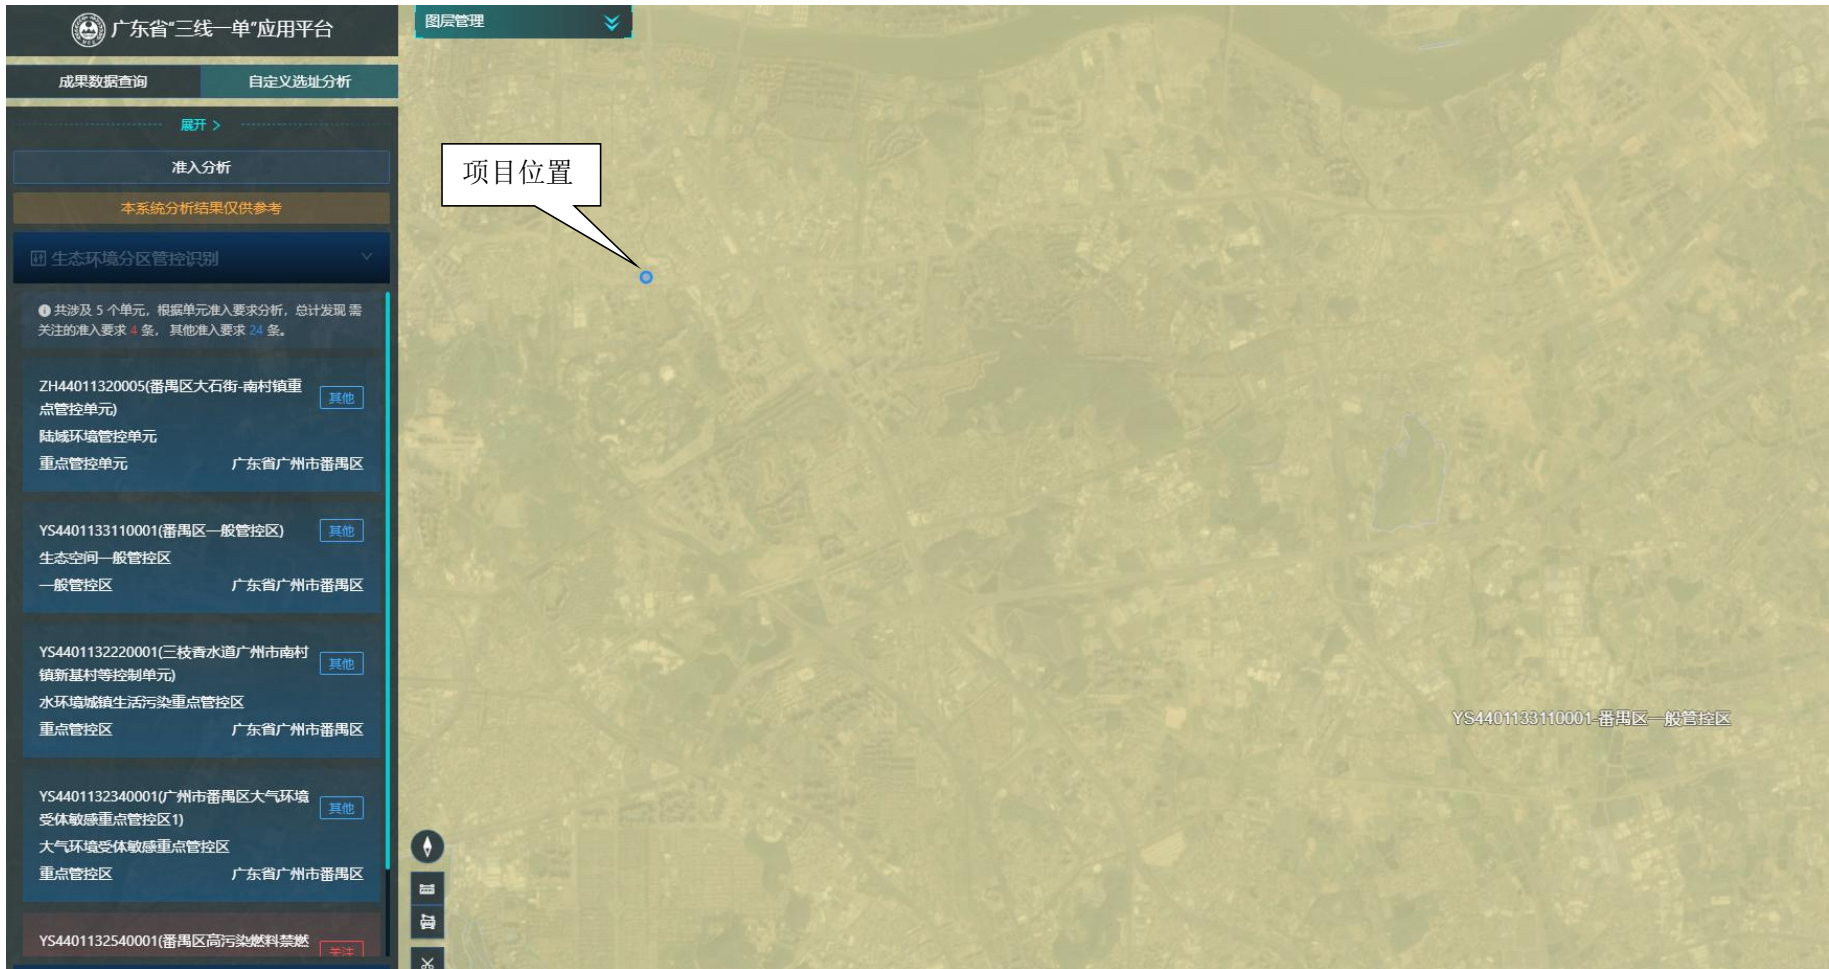 广东省"三线一单"应用平台
成果数据查询
自定义选址分析
展开 >
准入分析
本系统分析结果仅供参考
生态环境分区管控识别
共涉及 5 个单元，根据单元准入要求分析，总计发现 需
关注的准入要求 4 条， 其他准入要求 24 条。
ZH44011320005(番禺区大石街-南村镇重
点管控单元)
其他
陆域环境管控单元
重点管控单元 广东省广州市番禺区
YS4401133110001(番禺区一般管控区)
其他
生态空间一般管控区
一般管控区 广东省广州市番禺区
YS4401132220001(三枝香水道广州市南村
镇新基村等控制单元)
其他
水环境城镇生活污染重点管控区
重点管控区 广东省广州市番禺区
YS4401132340001(广州市番禺区大气环境
受体敏感重点管控区1)
其他
大气环境受体敏感重点管控区
重点管控区 广东省广州市番禺区
YS4401132540001(番禺区高污染燃料禁燃
关注
图层管理
项目位置
YS4401133110001-番禺区一般管控区